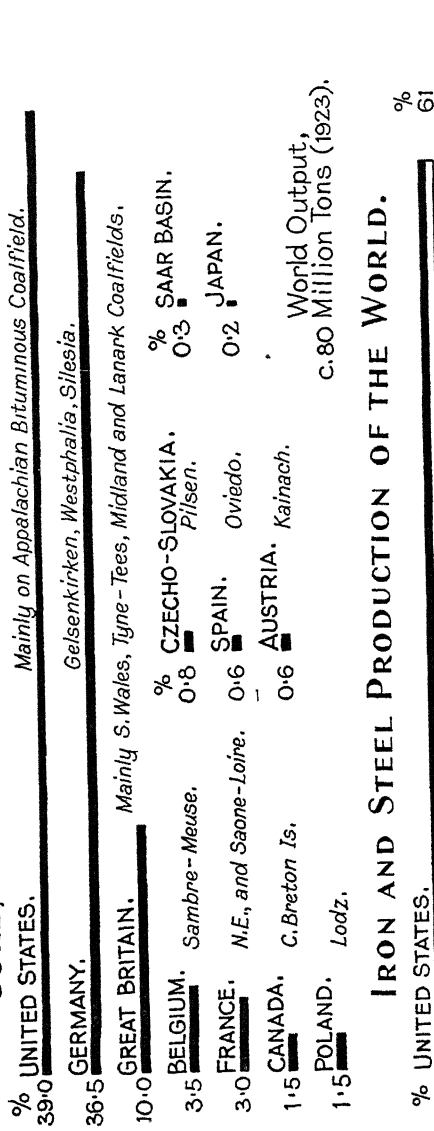 % UNITED STATES.
39·0 Mainly on Appalachian Bituminous Coalfield.
GERMANY.
36·5 Gelsenkirken, Westphalia, Silesia.
GREAT BRITAIN.
10·0 Mainly S. Wales, Tyne-Tees, Midland and Lanark Coalfields.
BELGIUM.
3·5 Sambre-Meuse.
FRANCE.
3·0 N.E., and Saone-Loire.
CANADA.
1·5 C. Breton Is.
POLAND.
1·5 Lodz.
% CZECHO-SLOVAKIA.
0·8 Pilsen.
SPAIN.
0·6 Oviedo.
AUSTRIA.
0·6 Kainach.
% SAAR BASIN.
0·3
JAPAN.
0·2
World Output,
c. 80 Million Tons (1923).
IRON AND STEEL PRODUCTION OF THE WORLD.
% UNITED STATES. %
61